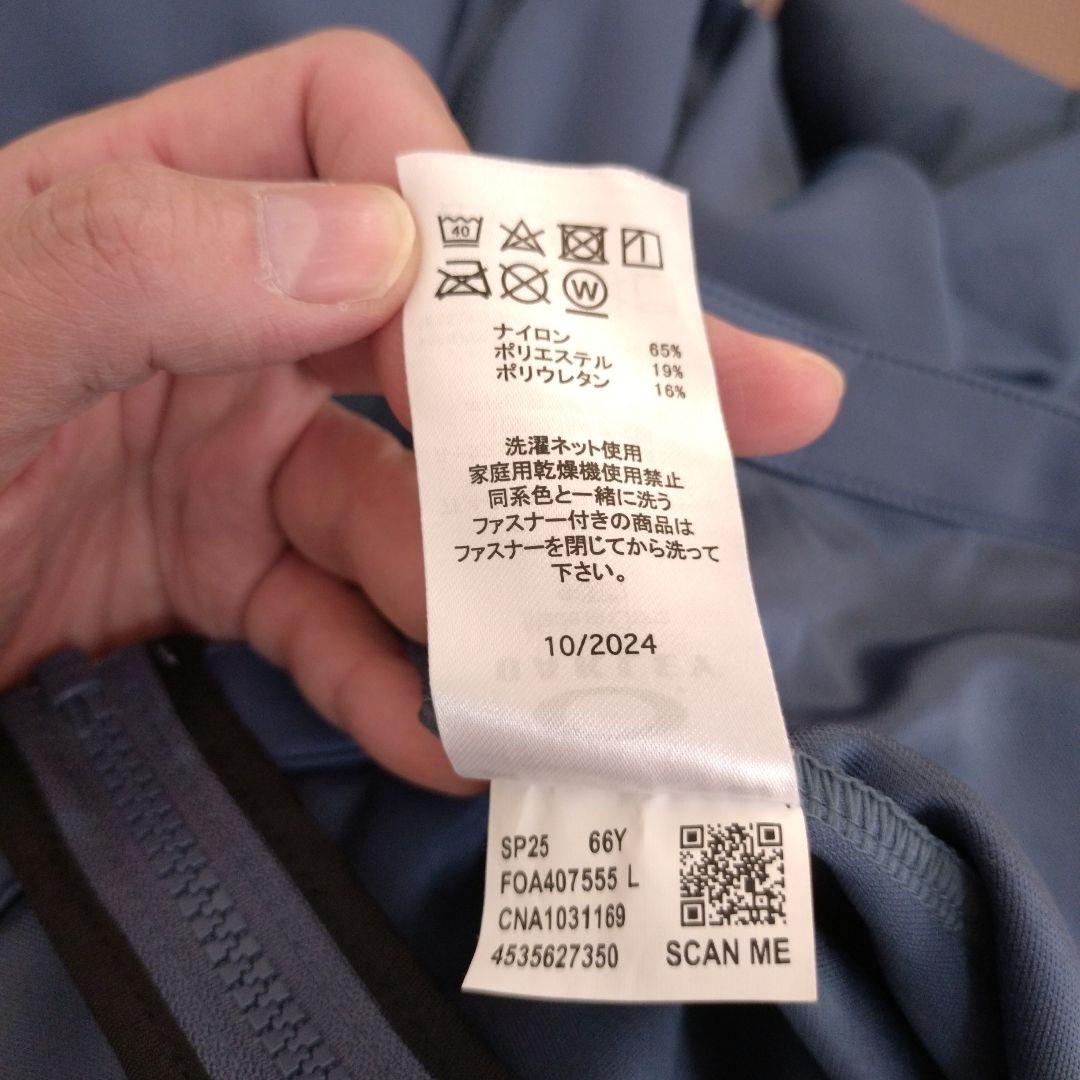 40
W
ナイロン 65%
ポリエステル 19%
ポリウレタン 16%
洗濯ネット使用
家庭用乾燥機使用禁止
同系色と一緒に洗う
ファスナー付きの商品は
ファスナーを閉じてから洗って
下さい。
10/2024
SP25 66Y
FOA407555 L
CNA1031169
4535627350
SCAN ME